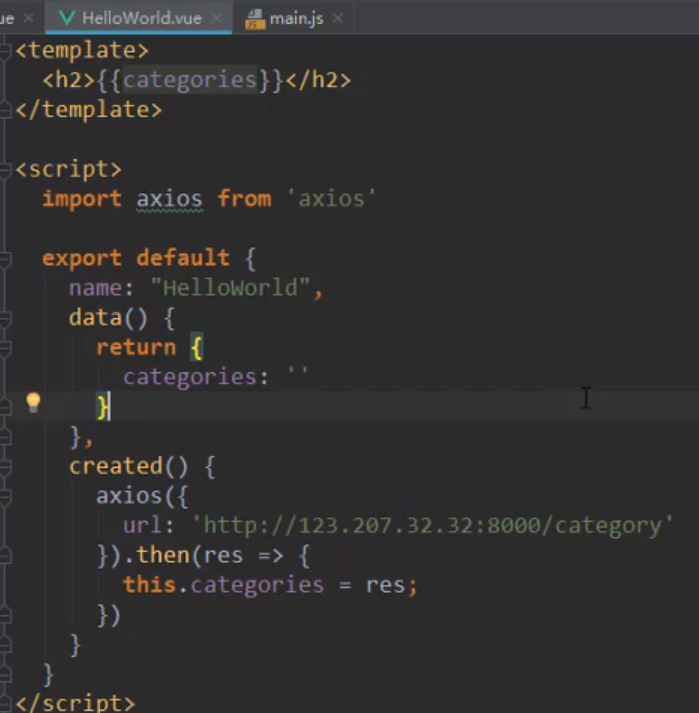 ue × HelloWorld.vue × main.js ×
<template>
  <h2>{{categories}}</h2>
</template>

<script>
  import axios from 'axios'

  export default {
    name: "HelloWorld",
    data() {
      return {
        categories: ''
      }
    },
    created() {
      axios({
        url: 'http://123.207.32.32:8000/category'
      }).then(res => {
        this.categories = res;
      })
    }
  }
</script>